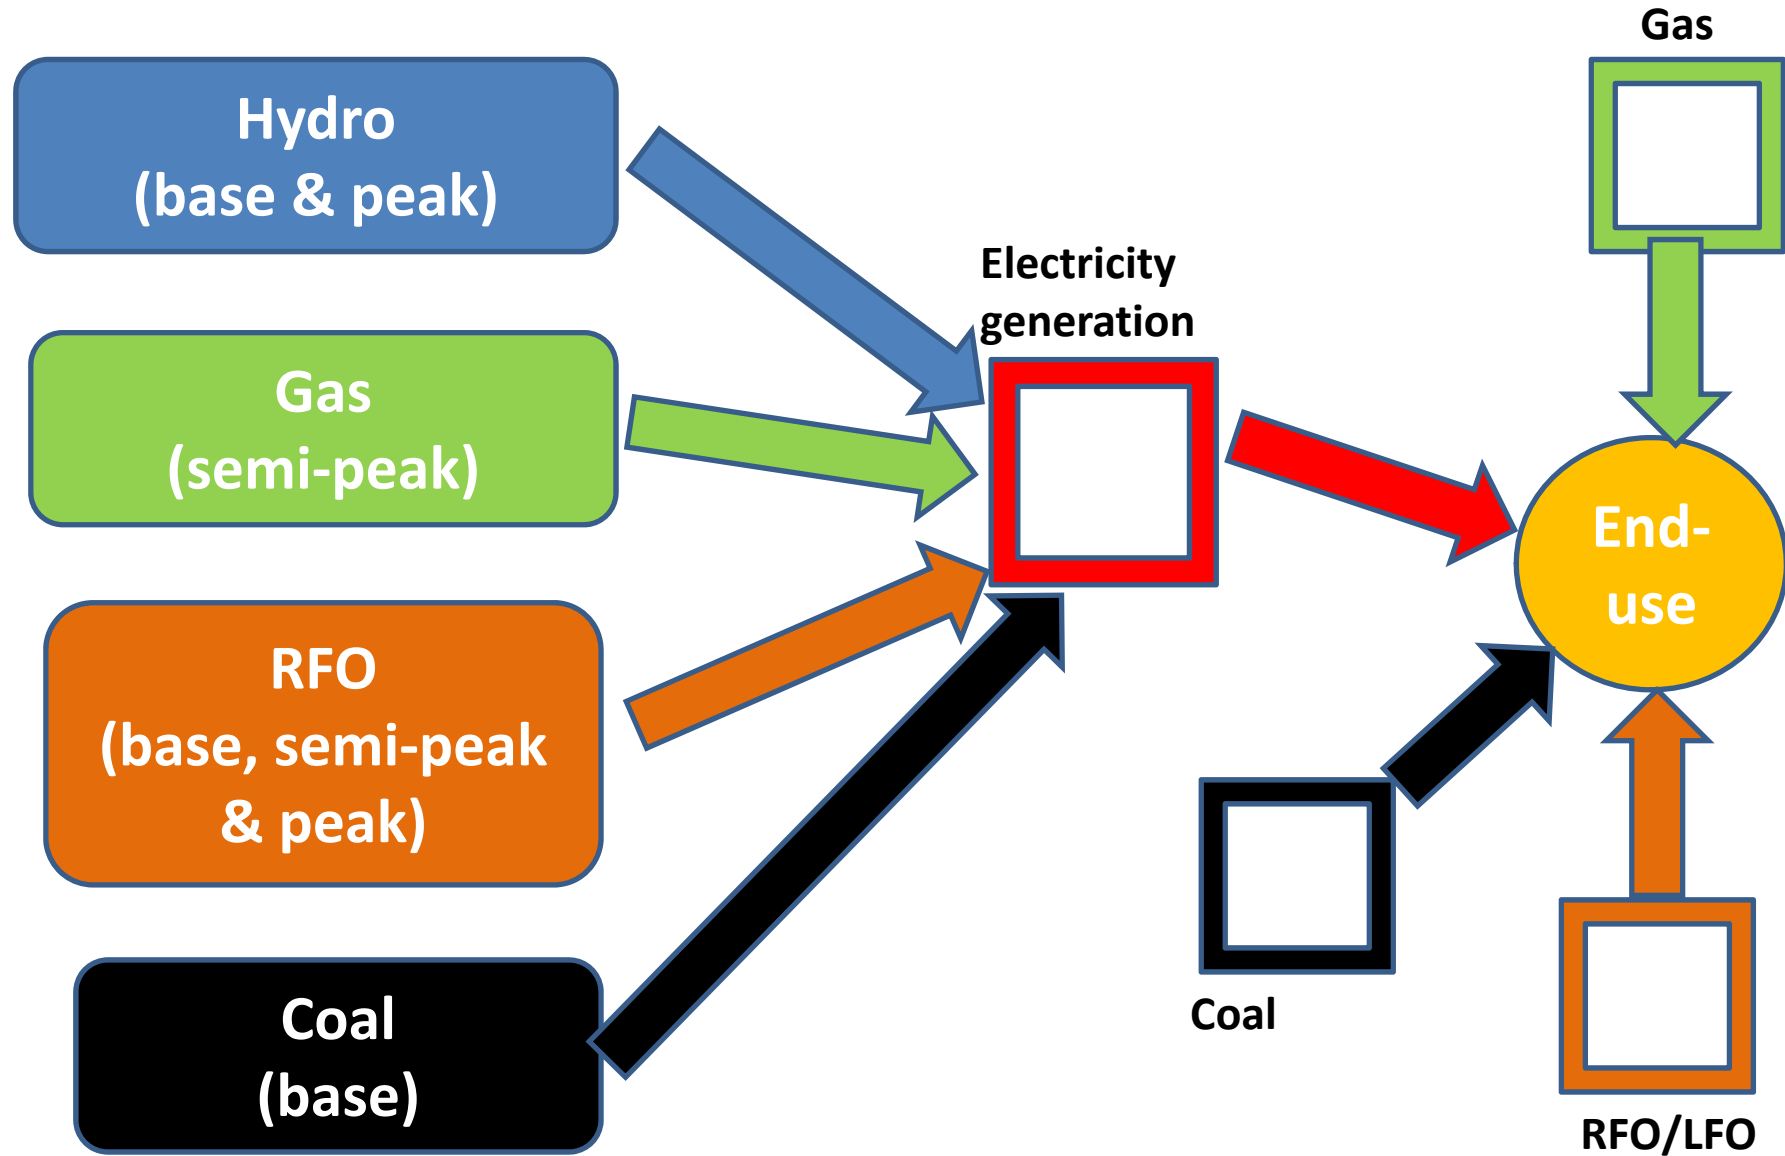 Hydro
(base & peak)
Gas
(semi-peak)
RFO
(base, semi-peak
& peak)
Coal
(base)
Electricity
generation
Gas
End-
use
Coal
RFO/LFO